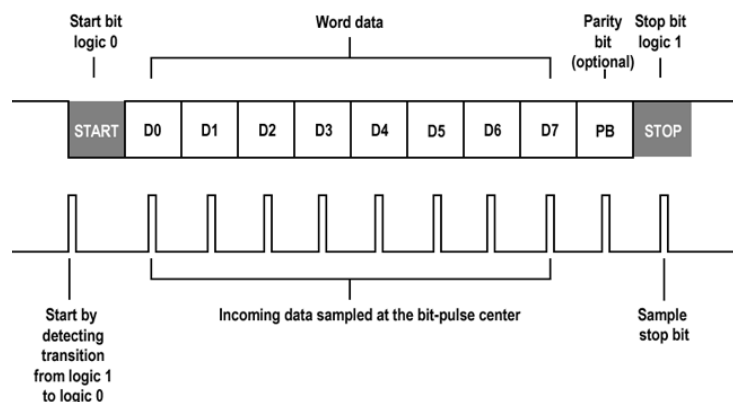 Start bit
logic 0
Word data
Parity
bit
(optional)
Stop bit
logic 1
START D0 D1 D2 D3 D4 D5 D6 D7 PB STOP
Start by
detecting
transition
from logic 1
to logic 0
Incoming data sampled at the bit-pulse center
Sample
stop bit